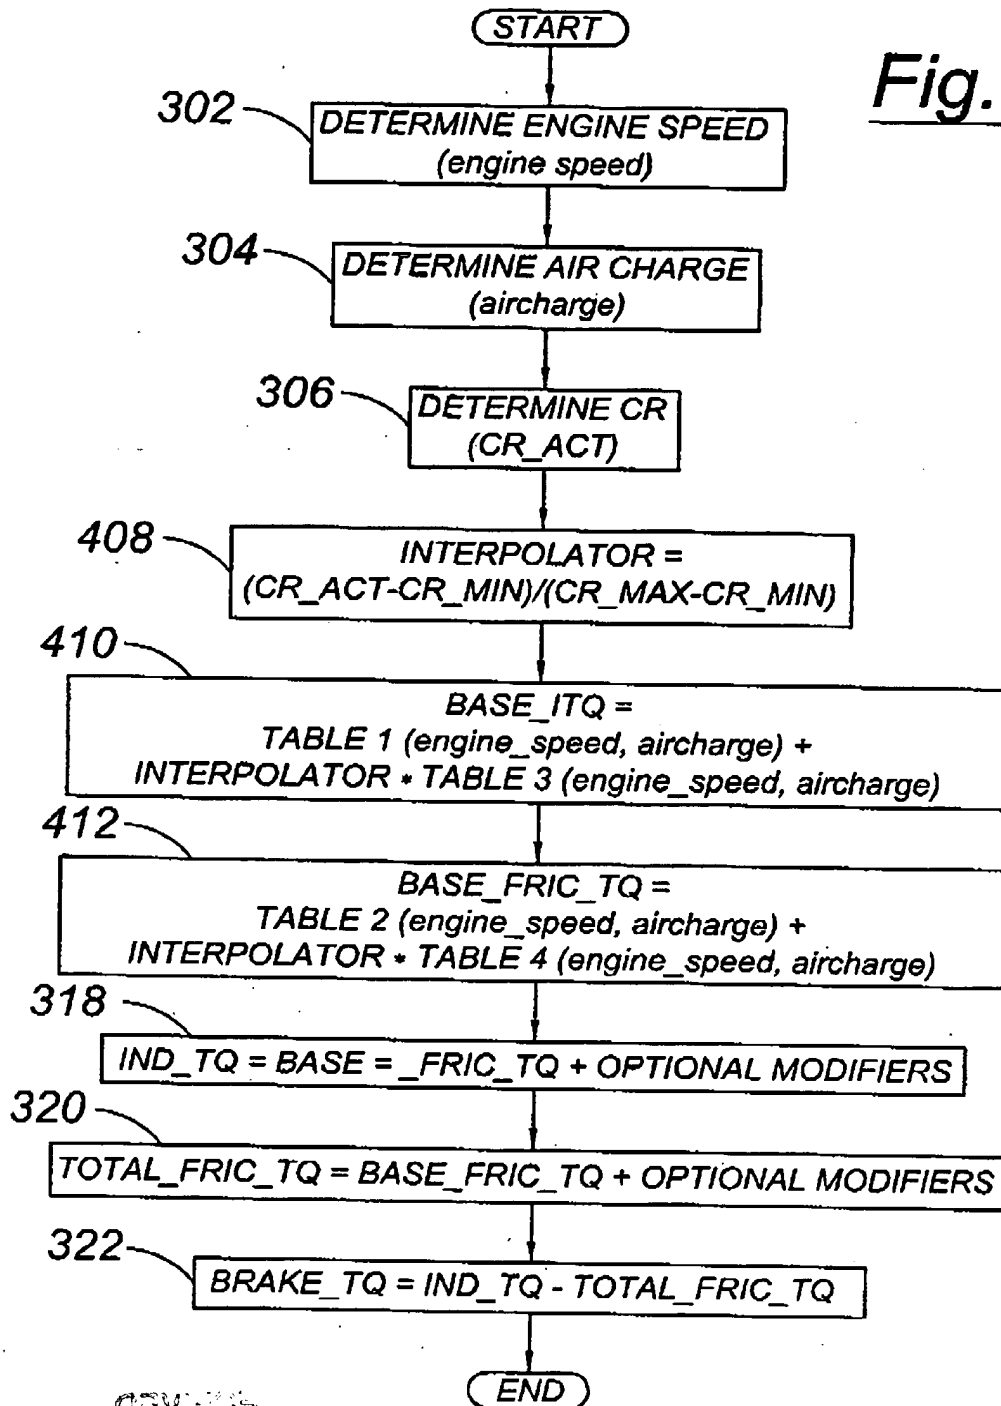 START
Fig.
302
DETERMINE ENGINE SPEED
(engine speed)
304
DETERMINE AIR CHARGE
(aircharge)
306
DETERMINE CR
(CR_ACT)
408
INTERPOLATOR =
(CR_ACT-CR_MIN)/(CR_MAX-CR_MIN)
410
BASE_ITQ =
TABLE 1 (engine_speed, aircharge) +
INTERPOLATOR * TABLE 3 (engine_speed, aircharge)
412
BASE_FRIC_TQ =
TABLE 2 (engine_speed, aircharge) +
INTERPOLATOR * TABLE 4 (engine_speed, aircharge)
318
IND_TQ = BASE = _FRIC_TQ + OPTIONAL MODIFIERS
320
TOTAL_FRIC_TQ = BASE_FRIC_TQ + OPTIONAL MODIFIERS
322
BRAKE_TQ = IND_TQ - TOTAL_FRIC_TQ
END